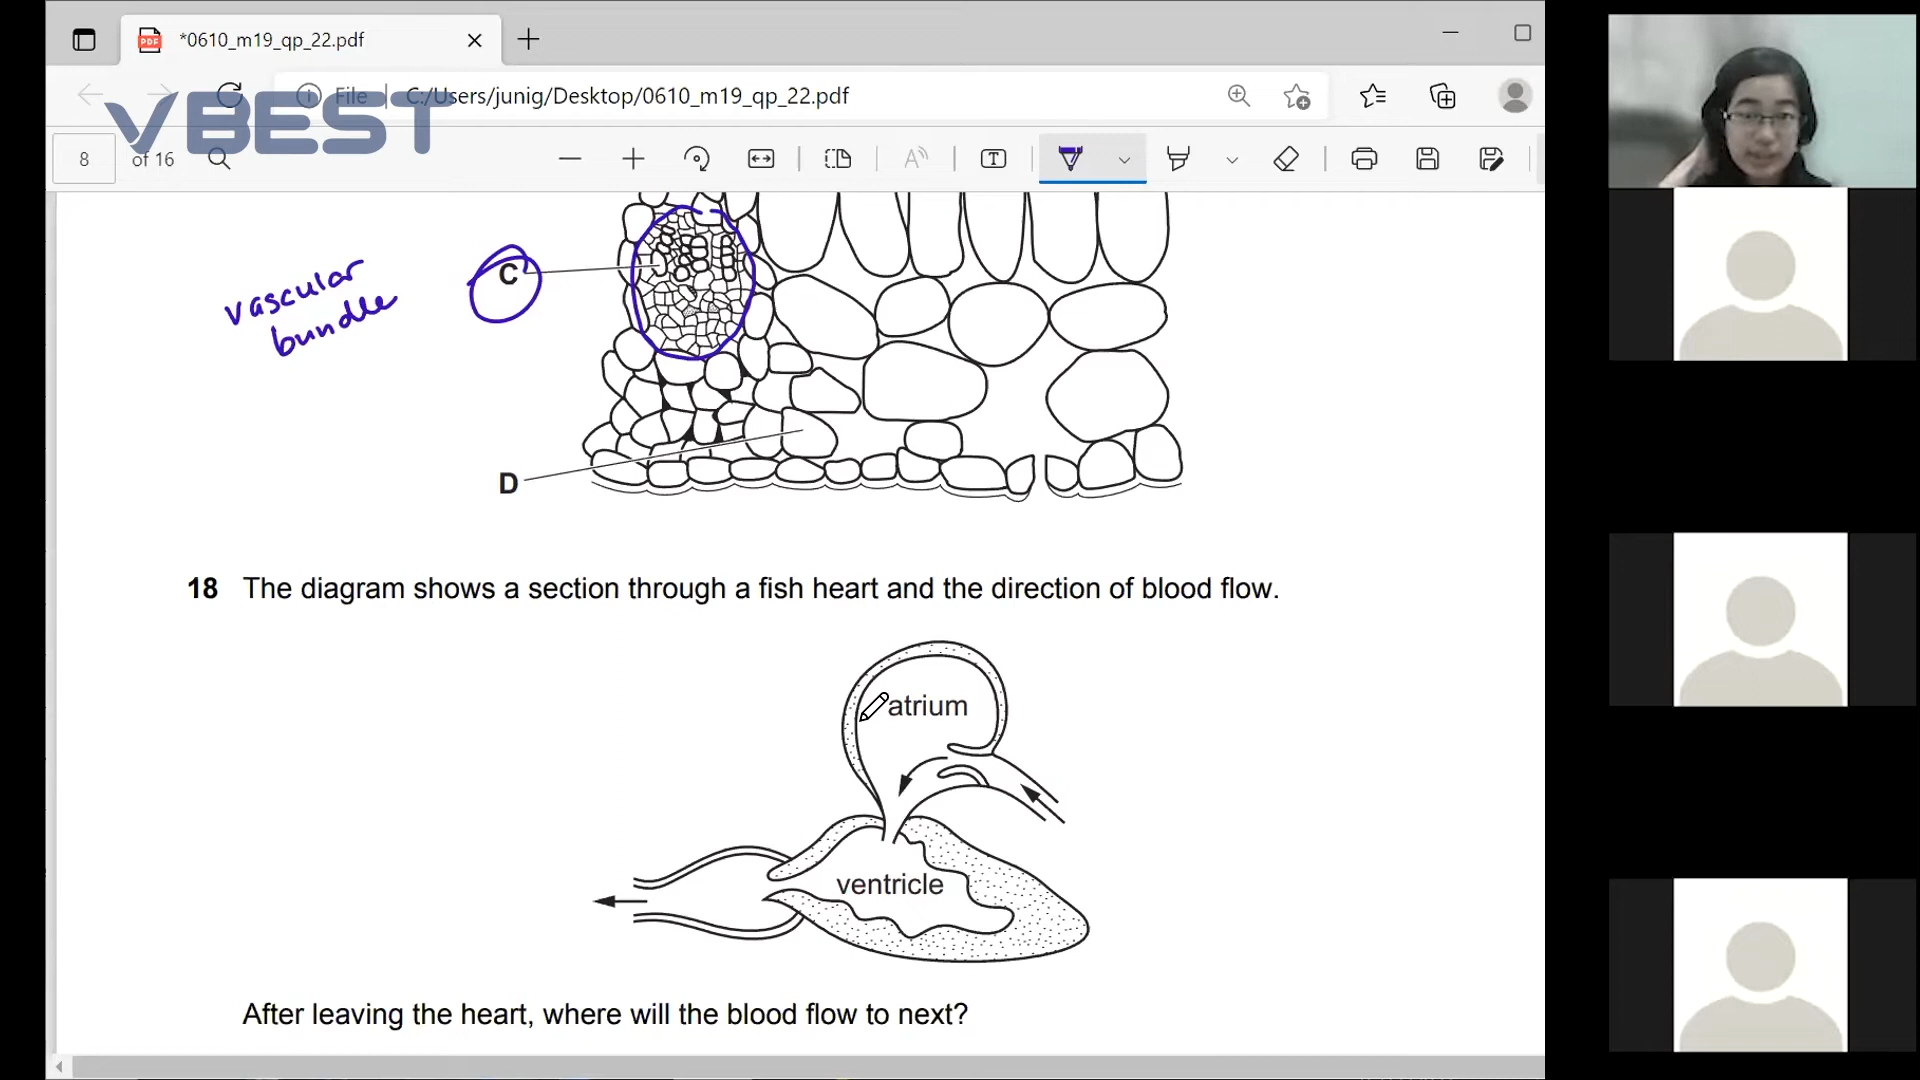 *0610_m19_qp_22.pdf
File
C:/Users/junig/Desktop/0610_m19_qp_22.pdf
VBEST
8 of 16
vascular
bundle
C
D
18 The diagram shows a section through a fish heart and the direction of blood flow.
atrium
ventricle
After leaving the heart, where will the blood flow to next?